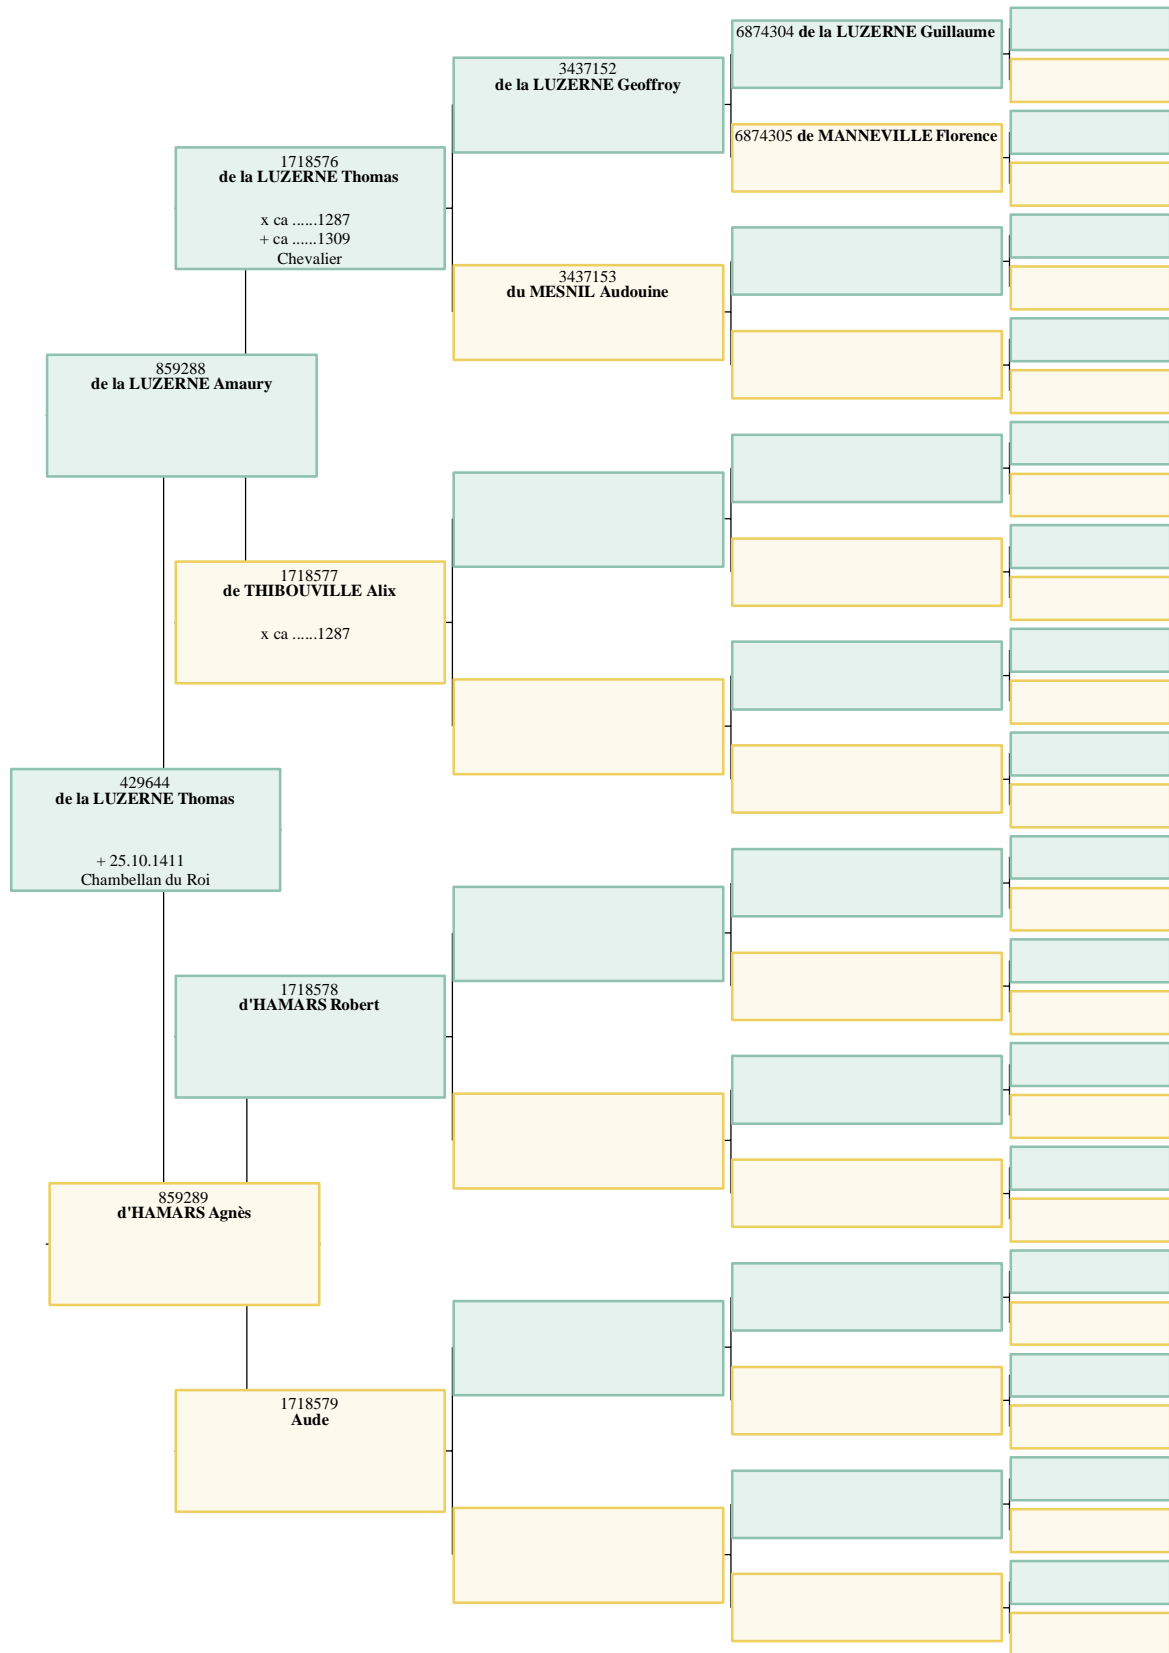 6874304 de la LUZERNE Guillaume
3437152
de la LUZERNE Geoffroy
6874305 de MANNEVILLE Florence
1718576
de la LUZERNE Thomas
x ca ......1287
+ ca ......1309
Chevalier
3437153
du MESNIL Audouine
859288
de la LUZERNE Amaury
1718577
de THIBOUVILLE Alix
x ca ......1287
429644
de la LUZERNE Thomas
+ 25.10.1411
Chambellan du Roi
1718578
d'HAMARS Robert
859289
d'HAMARS Agnès
1718579
Aude